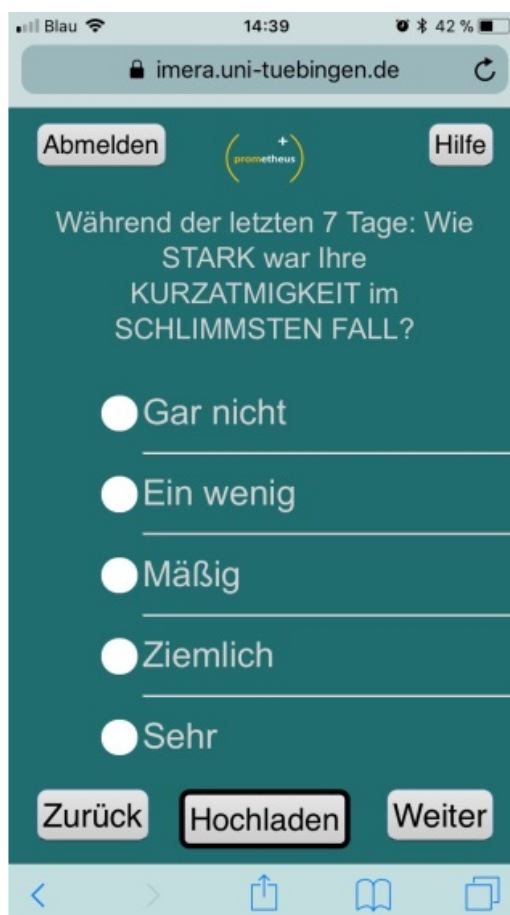 Blau 14:39 42 %
imera.uni-tuebingen.de
Abmelden
prometheus
Hilfe
Während der letzten 7 Tage: Wie
STARK war Ihre
KURZATMIGKEIT im
SCHLIMMSTEN FALL?
Gar nicht
Ein wenig
Mäßig
Ziemlich
Sehr
Zurück
Hochladen
Weiter